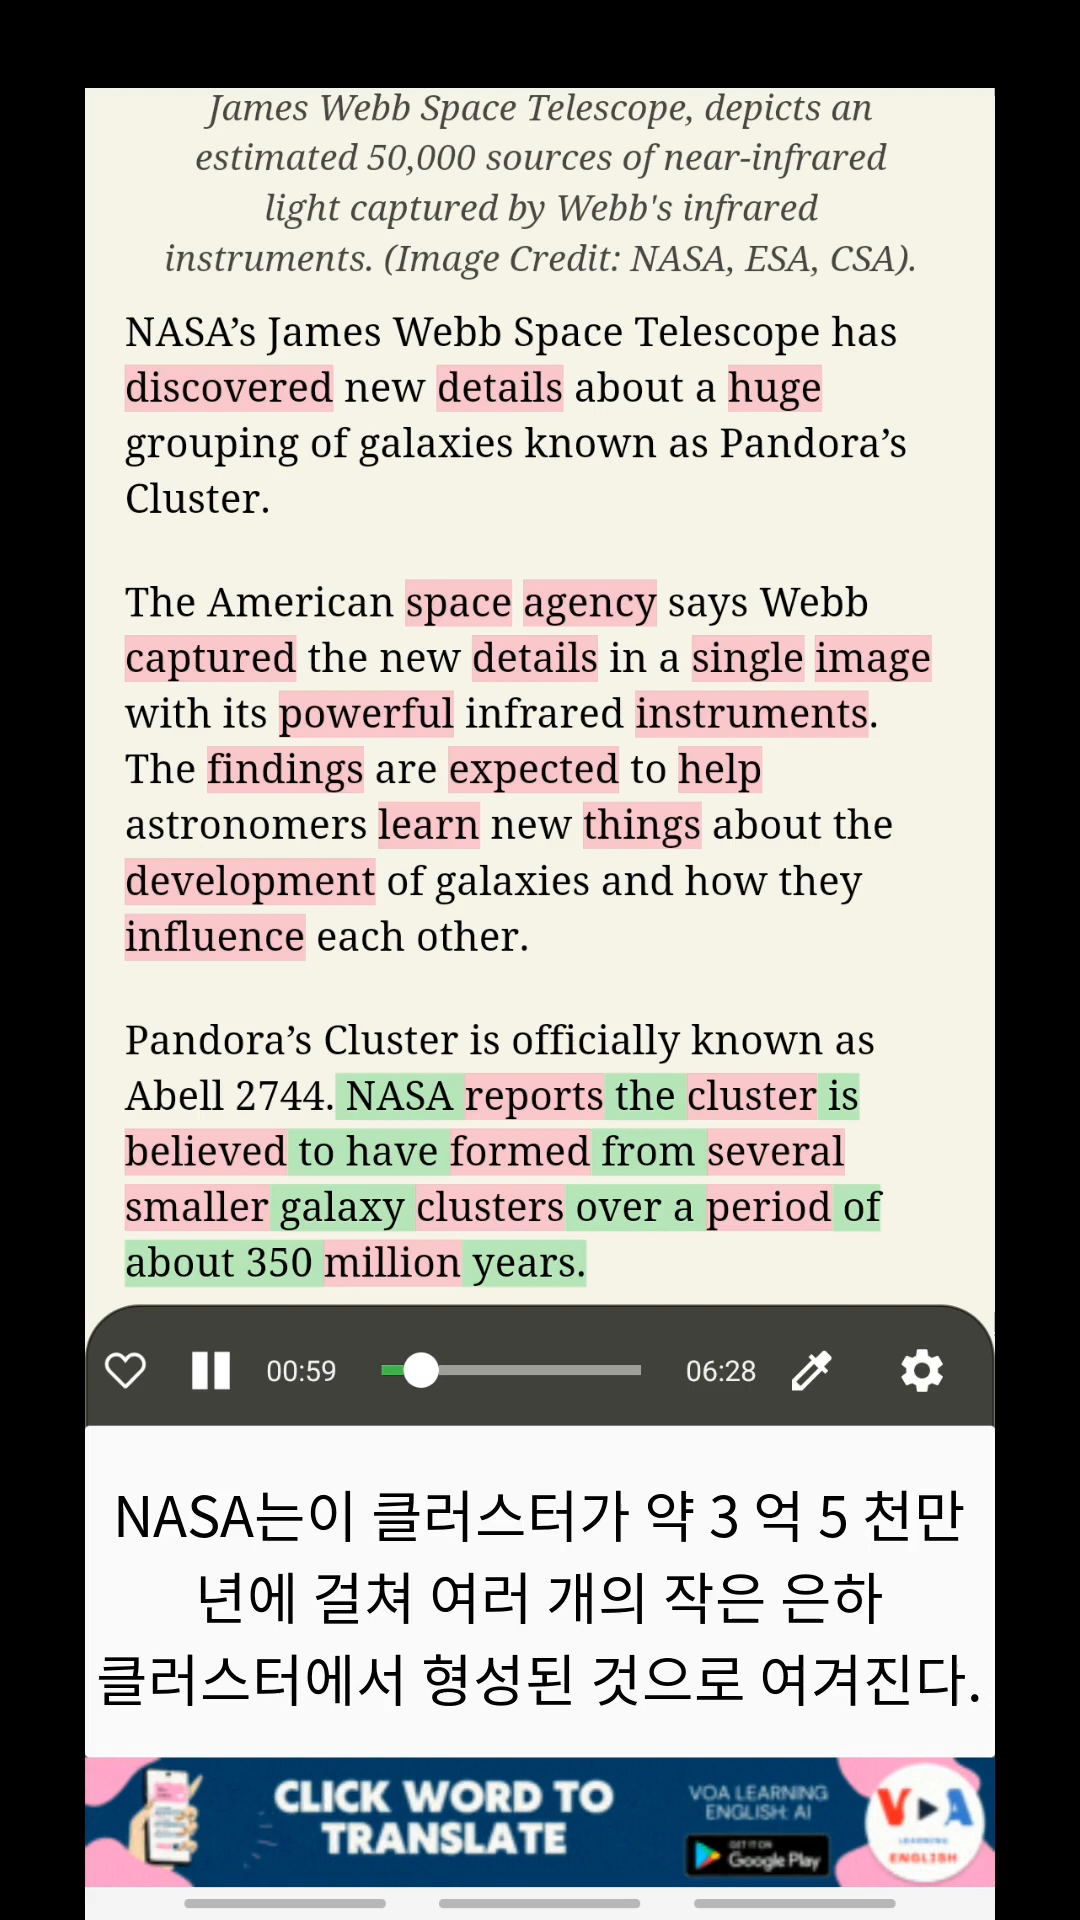 James Webb Space Telescope, depicts an
estimated 50,000 sources of near-infrared
light captured by Webb's infrared
instruments. (Image Credit: NASA, ESA, CSA).
NASA’s James Webb Space Telescope has
discovered new details about a huge
grouping of galaxies known as Pandora’s
Cluster.
The American space agency says Webb
captured the new details in a single image
with its powerful infrared instruments.
The findings are expected to help
astronomers learn new things about the
development of galaxies and how they
influence each other.
Pandora’s Cluster is officially known as
Abell 2744. NASA reports the cluster is
believed to have formed from several
smaller galaxy clusters over a period of
about 350 million years.
00:59 06:28
NASA는이 클러스터가 약 3 억 5 천만
년에 걸쳐 여러 개의 작은 은하
클러스터에서 형성된 것으로 여겨진다.
CLICK WORD TO
TRANSLATE
VOA LEARNING
ENGLISH: AI
GET IT ON
Google Play
VOA
LEARNING
ENGLISH